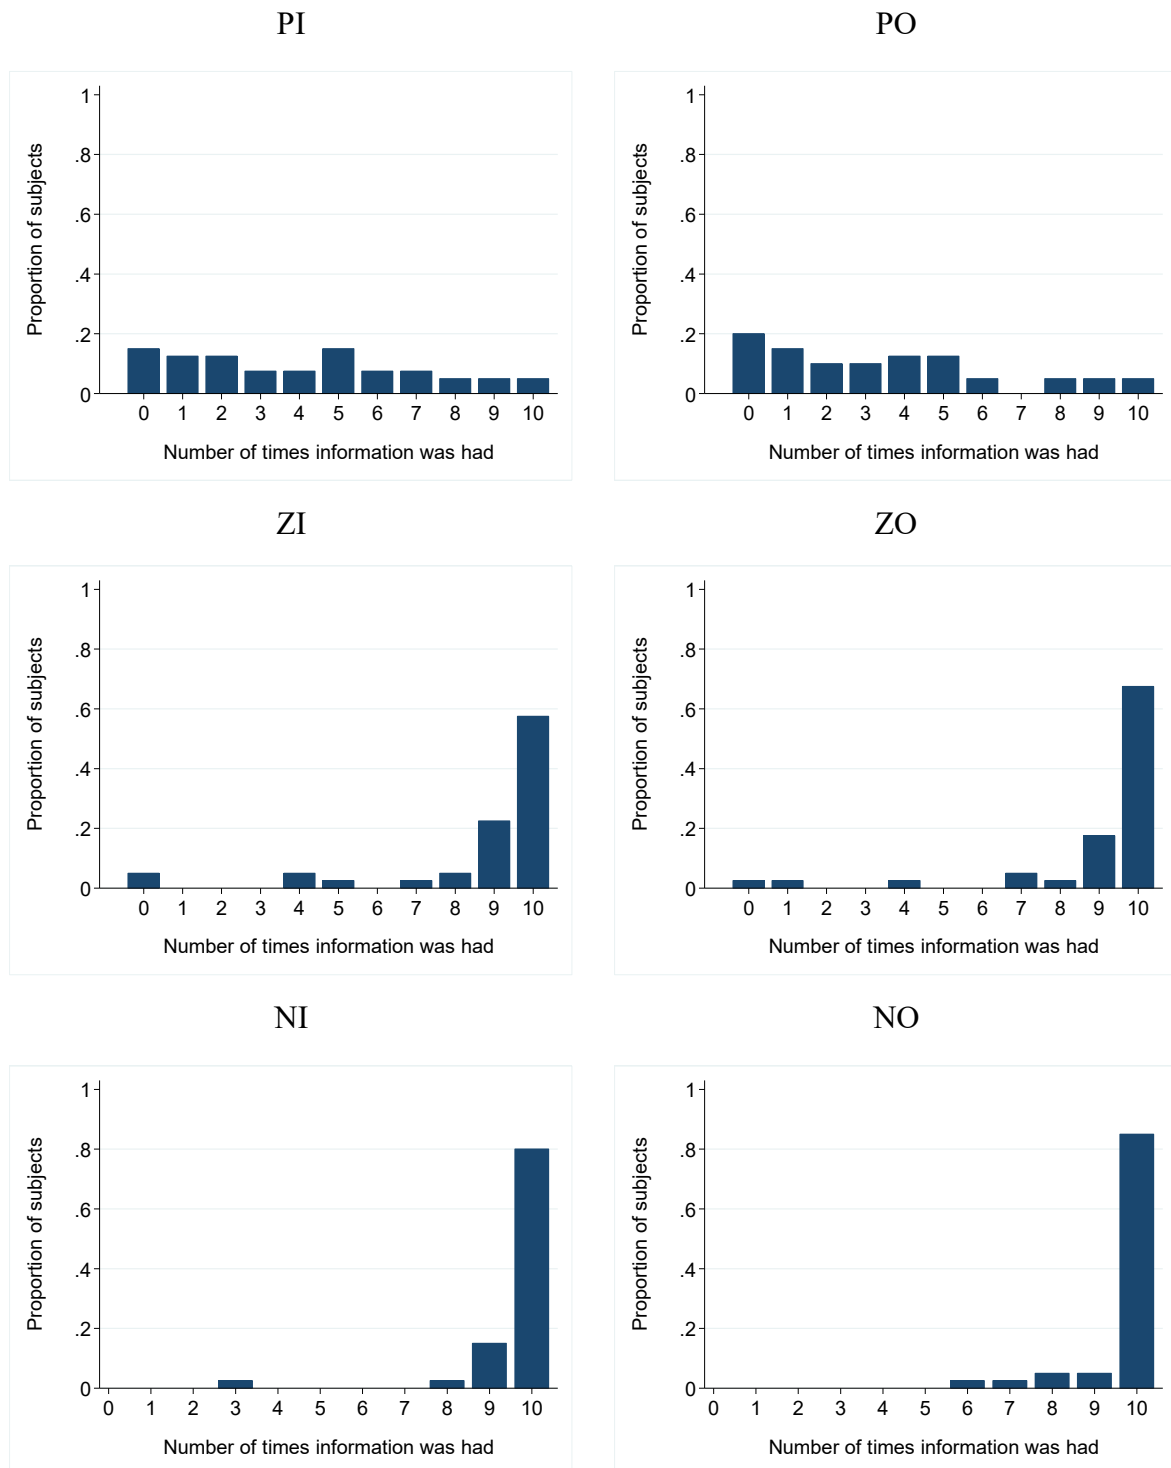 PI
Proportion of subjects
1
.8
.6
.4
.2
0
0 1 2 3 4 5 6 7 8 9 10
Number of times information was had
PO
Proportion of subjects
1
.8
.6
.4
.2
0
0 1 2 3 4 5 6 7 8 9 10
Number of times information was had
ZI
Proportion of subjects
1
.8
.6
.4
.2
0
0 1 2 3 4 5 6 7 8 9 10
Number of times information was had
ZO
Proportion of subjects
1
.8
.6
.4
.2
0
0 1 2 3 4 5 6 7 8 9 10
Number of times information was had
NI
Proportion of subjects
1
.8
.6
.4
.2
0
0 1 2 3 4 5 6 7 8 9 10
Number of times information was had
NO
Proportion of subjects
1
.8
.6
.4
.2
0
0 1 2 3 4 5 6 7 8 9 10
Number of times information was had